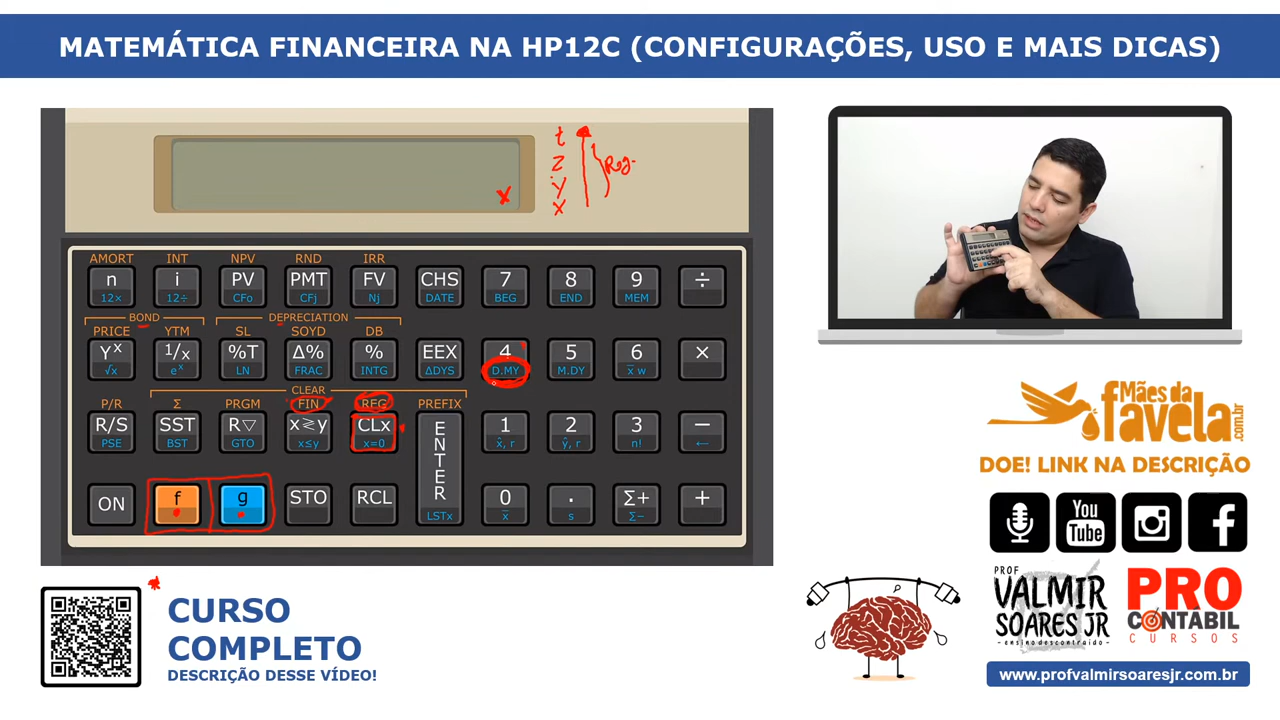 MATEMÁTICA FINANCEIRA NA HP12C (CONFIGURAÇÕES, USO E MAIS DICAS)
t
z
y
x
Reg.
x
AMORT INT NPV RND IRR
n i PV PMT FV CHS 7 8 9 ÷
12× 12÷ CFo CFj Nj DATE BEG END MEM
BOND DEPRECIATION
PRICE YTM SL SOYD DB
Yˣ 1/x %T Δ% % EEX 4 5 6 ×
√x eˣ LN FRAC INTG ΔDYS D.MY M.DY x̄ w
CLEAR
P/R Σ PRGM FIN REG PREFIX
R/S SST R▽ x≷y CLx ENTER 1 2 3 −
PSE BST GTO x≤y x=0 x̂, r ŷ, r n! ←
ON f g STO RCL 0 . Σ+ +
LSTx x̄ s Σ−
Mães da
favela.com.br
DOE! LINK NA DESCRIÇÃO
You
Tube
f
CURSO
COMPLETO
DESCRIÇÃO DESSE VÍDEO!
PROF
VALMIR
SOARES JR
ensino descontraído
PRO
CONTÁBIL
CURSOS
www.profvalmirsoaresjr.com.br